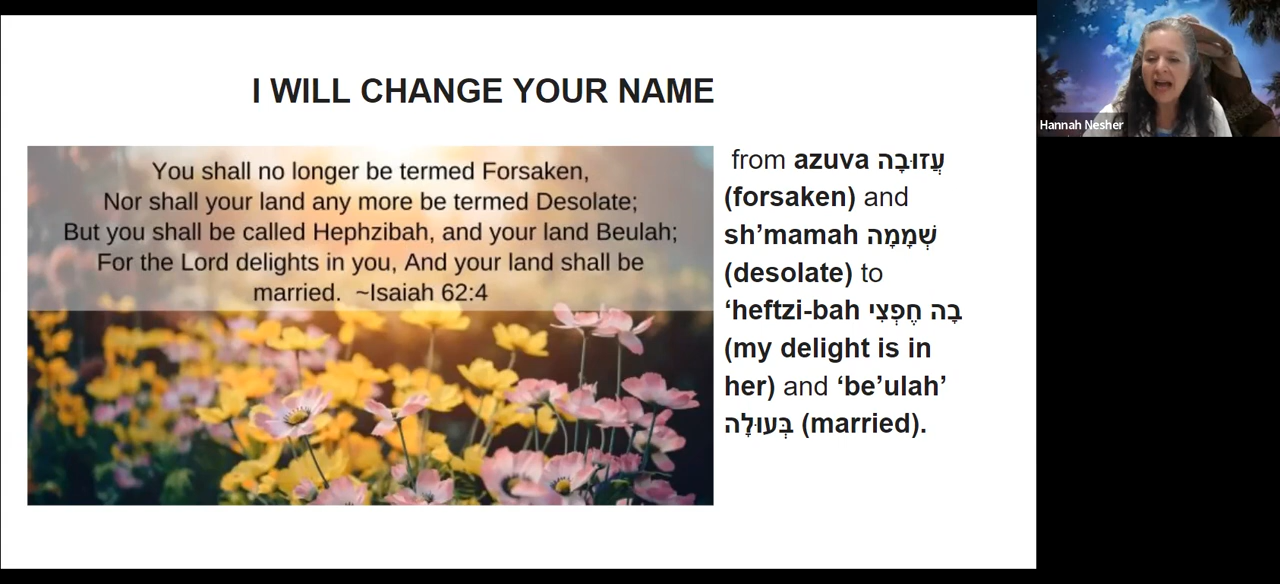 I WILL CHANGE YOUR NAME
You shall no longer be termed Forsaken,
Nor shall your land any more be termed Desolate;
But you shall be called Hephzibah, and your land Beulah;
For the Lord delights in you, And your land shall be
married. ~Isaiah 62:4
from azuva עֲזוּבָה
(forsaken) and
sh’mamah שְׁמָמָה
(desolate) to
‘heftzi-bah בָה חֶפְצִי
(my delight is in
her) and ‘be’ulah’
בְּעוּלָה (married).
Hannah Nesher